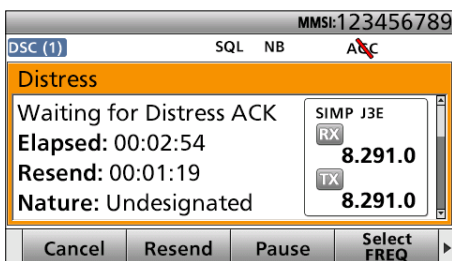 MMSI:123456789
DSC (1) SQL NB AGC
Distress
Waiting for Distress ACK
Elapsed: 00:02:54
Resend: 00:01:19
Nature: Undesignated
SIMP J3E
RX
8.291.0
TX
8.291.0
Cancel Resend Pause Select FREQ